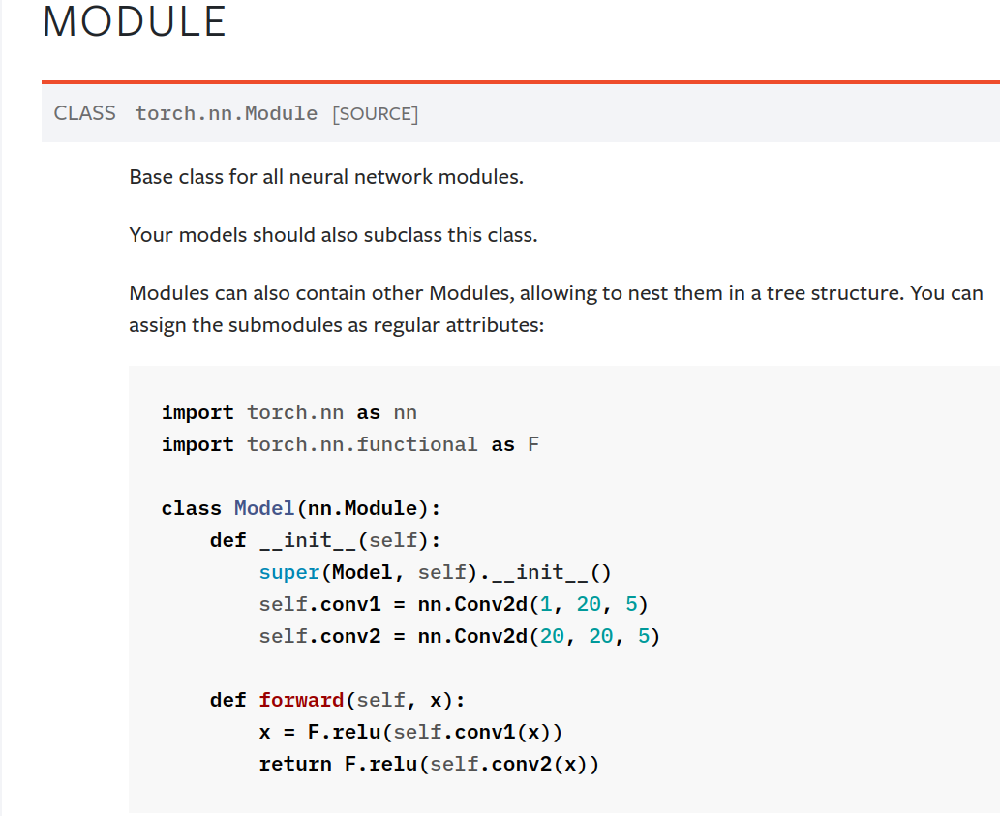 MODULE
CLASS torch.nn.Module [SOURCE]
Base class for all neural network modules.
Your models should also subclass this class.
Modules can also contain other Modules, allowing to nest them in a tree structure. You can
assign the submodules as regular attributes:
import torch.nn as nn
import torch.nn.functional as F
class Model(nn.Module):
    def __init__(self):
        super(Model, self).__init__()
        self.conv1 = nn.Conv2d(1, 20, 5)
        self.conv2 = nn.Conv2d(20, 20, 5)
    def forward(self, x):
        x = F.relu(self.conv1(x))
        return F.relu(self.conv2(x))